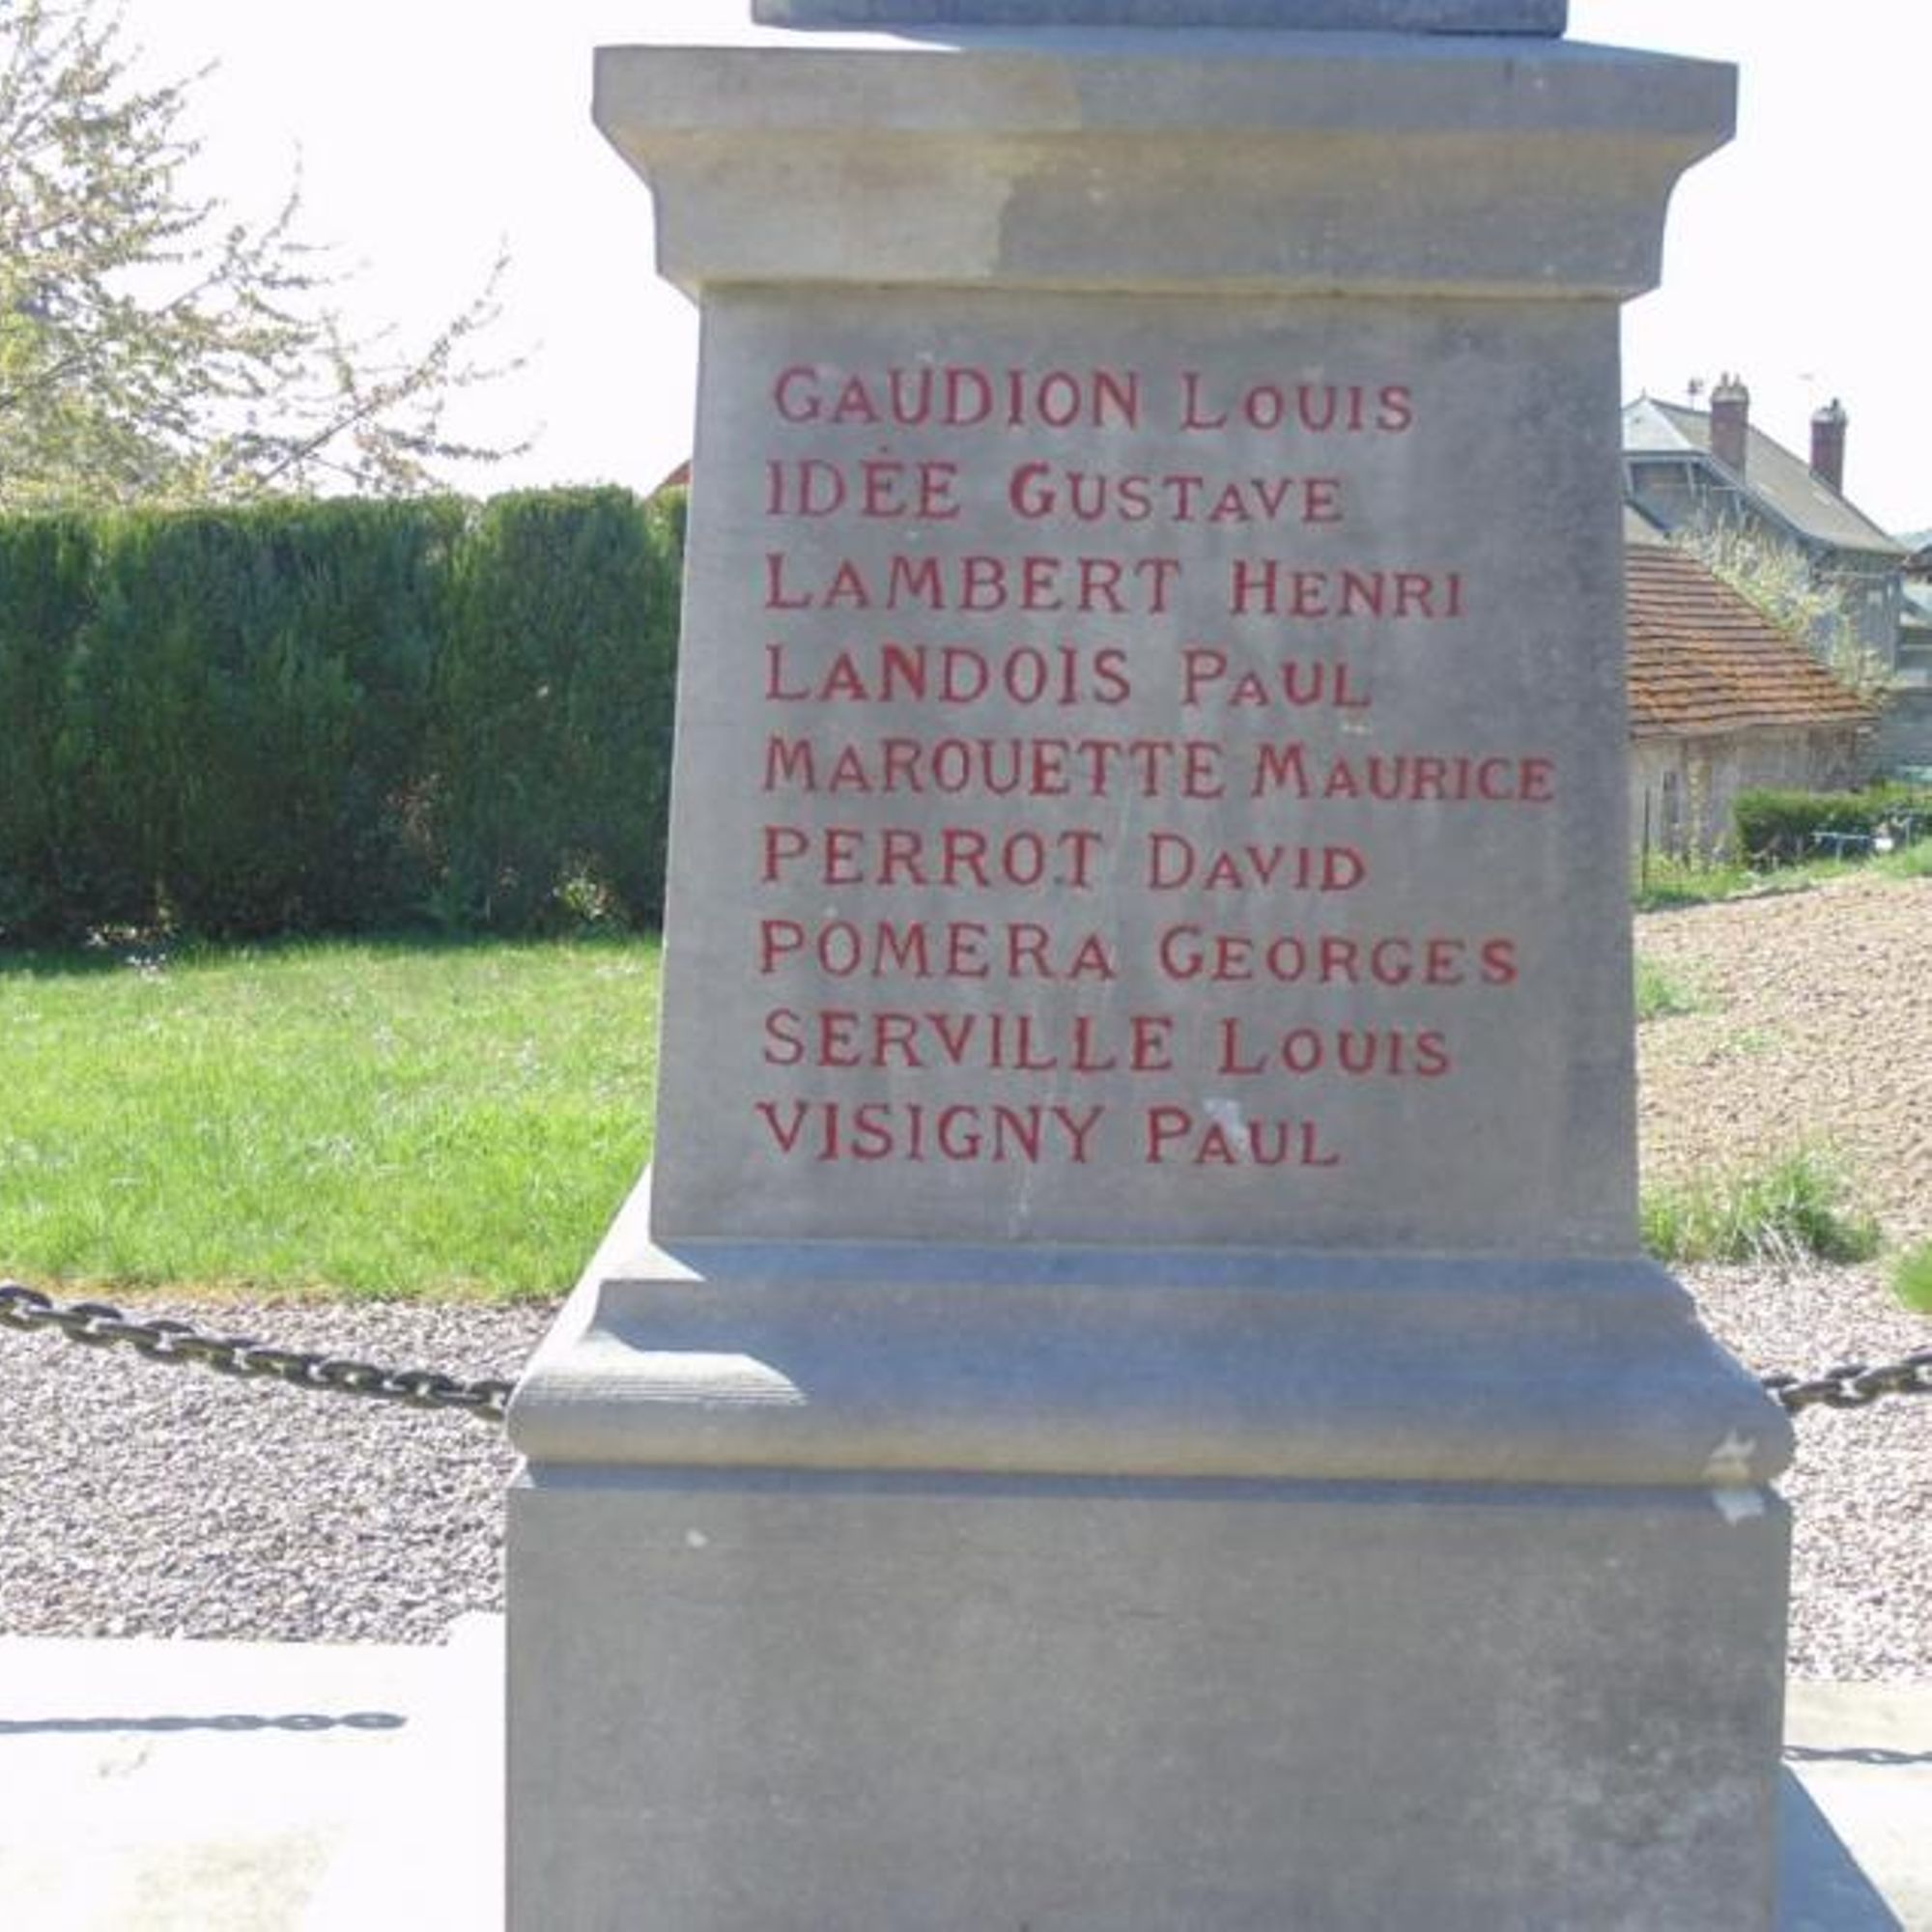 GAUDION LOUIS
IDÉE GUSTAVE
LAMBERT HENRI
LANDOIS PAUL
MAROUETTE MAURICE
PERROT DAVID
POMERA GEORGES
SERVILLE LOUIS
VISIGNY PAUL